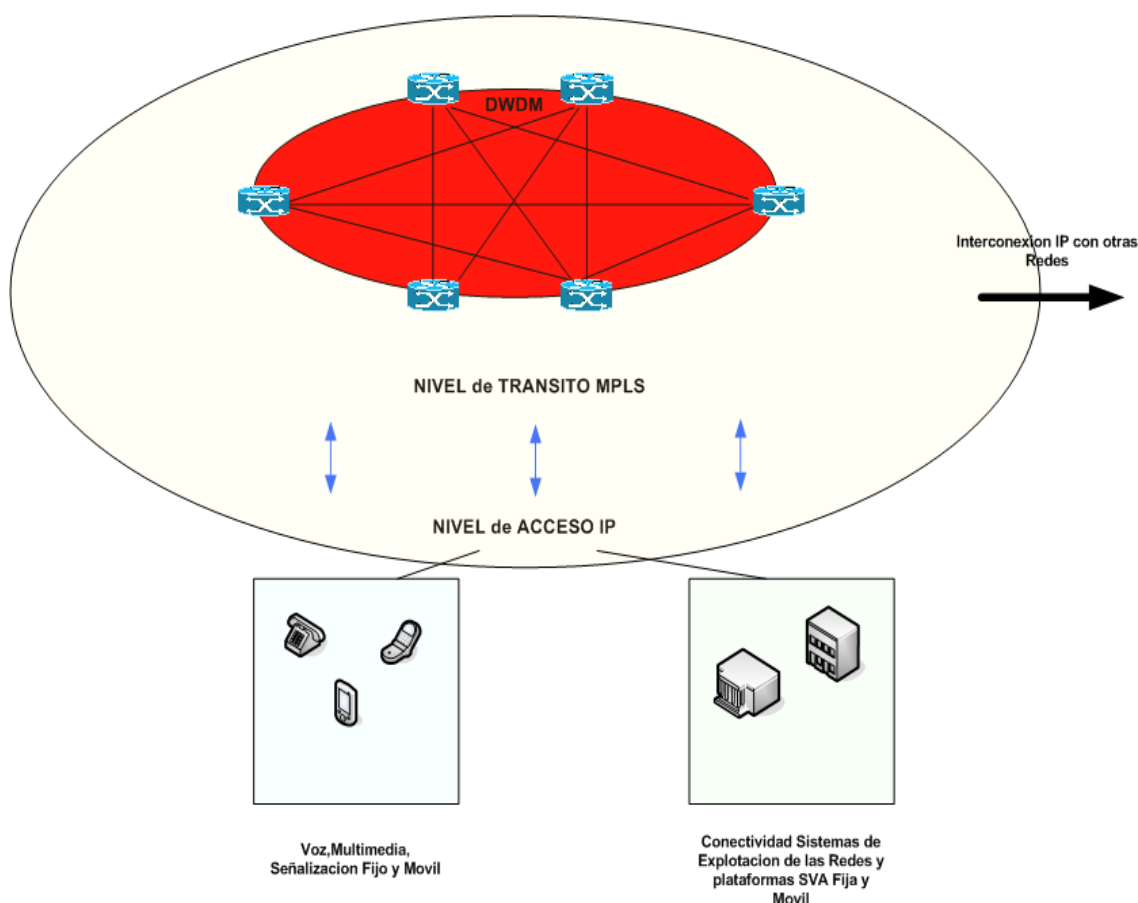 DWDM
Interconexion IP con otras
Redes
NIVEL de TRANSITO MPLS
NIVEL de ACCESO IP
Voz,Multimedia,
Señalizacion Fijo y Movil
Conectividad Sistemas de
Explotacion de las Redes y
plataformas SVA Fija y
Movil